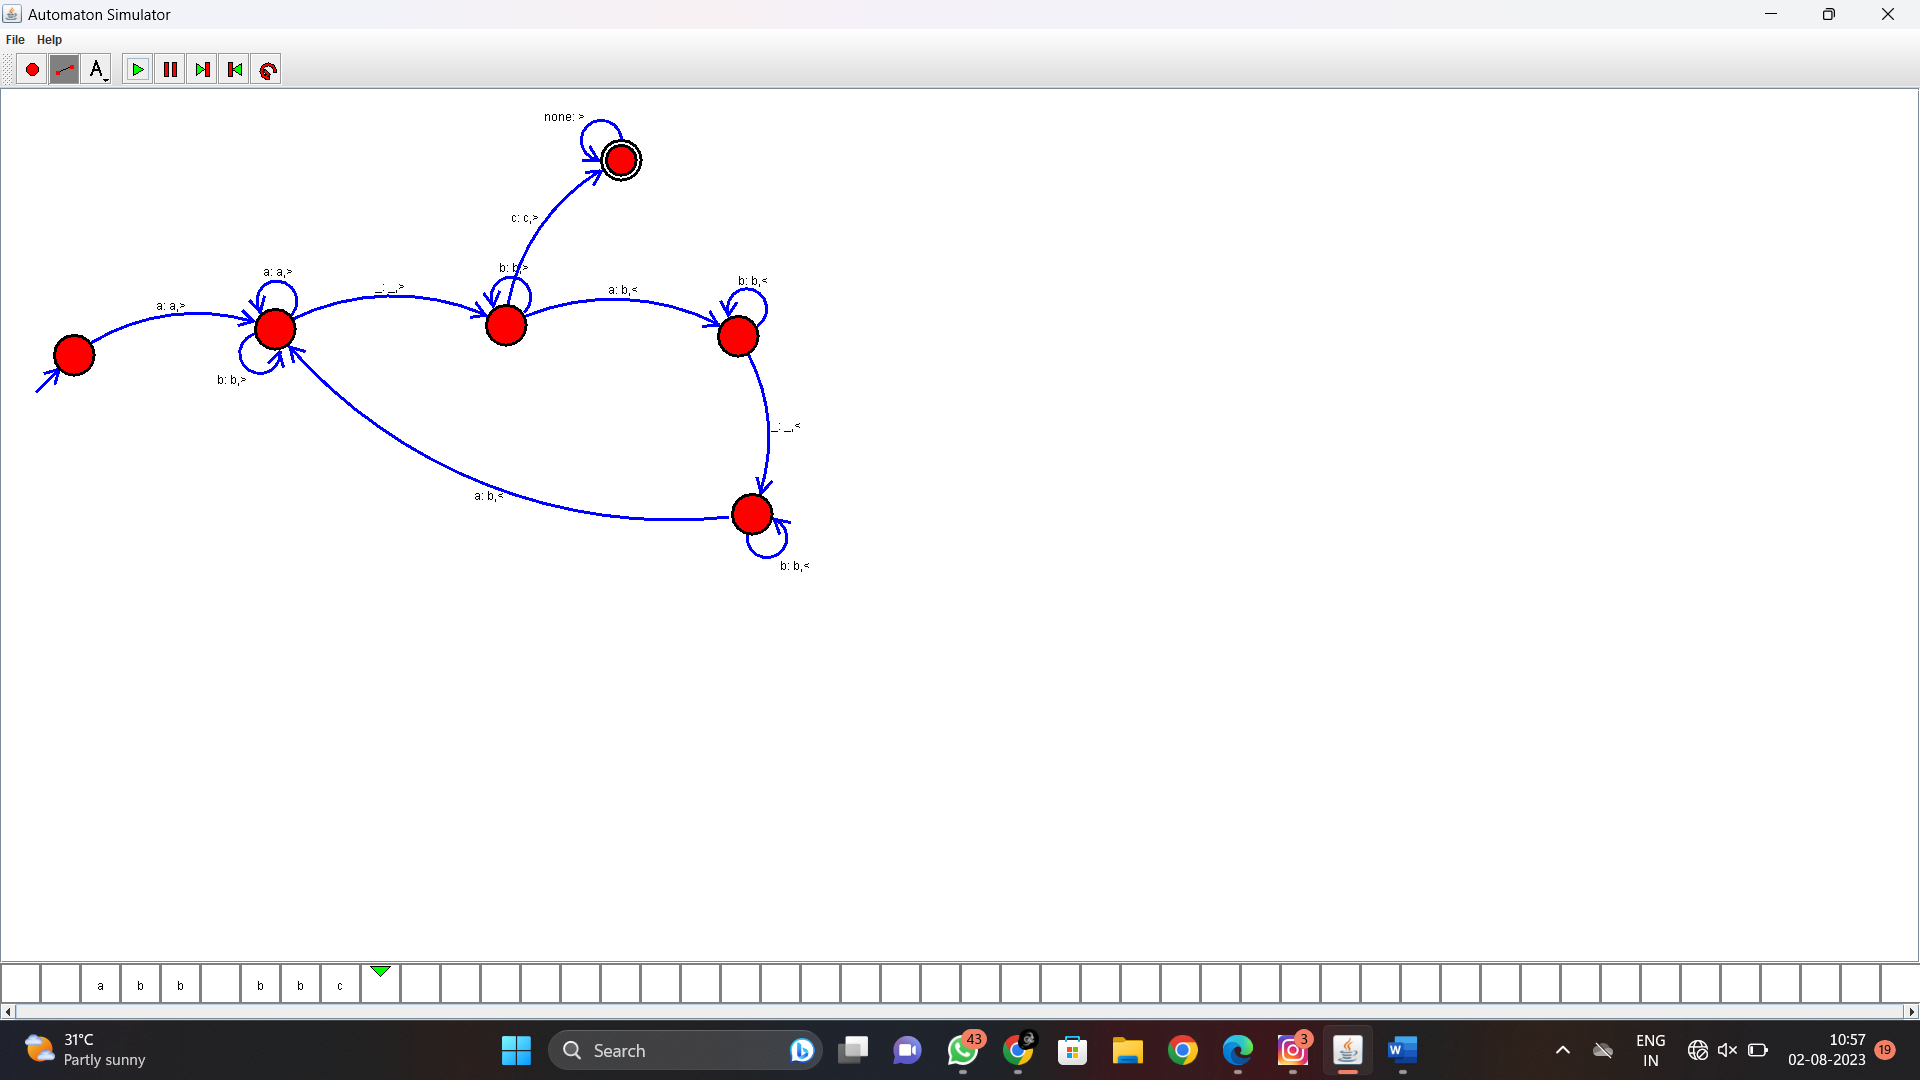 Automaton Simulator
File Help
A
none: >
c: c,>
b: b,>
a: a,>
_: _,>
a: b,<
b: b,<
a: a,>
b: b,>
_: _,<
a: b,<
b: b,<
a b b b b c
31°C
Partly sunny
Search
43
3
W
ENG
IN
10:57
02-08-2023
19